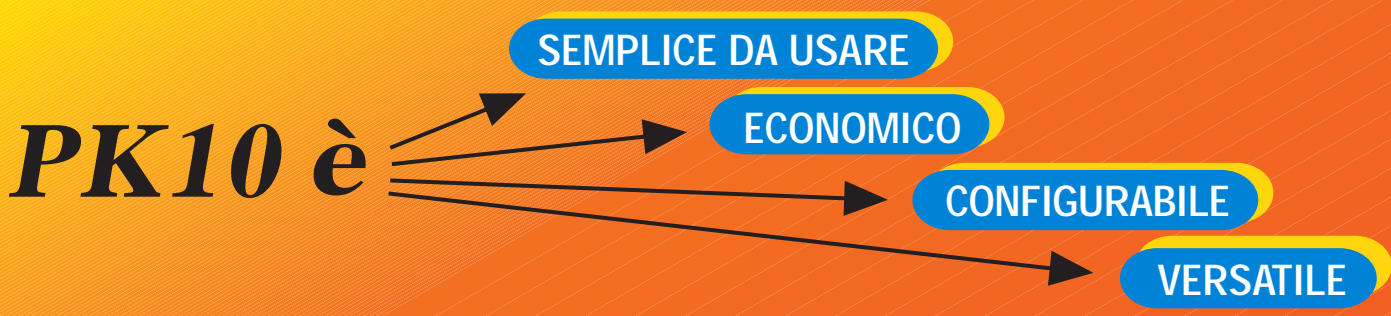 PK10 è
SEMPLICE DA USARE
ECONOMICO
CONFIGURABILE
VERSATILE